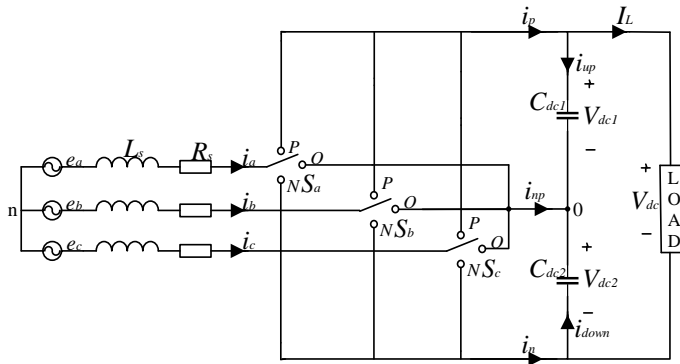 i_p I_L
i_up
+
C_dc1 V_dc1
−
e_a L_s R_s i_a P O N S_a
n e_b i_b P O N S_b i_np 0
e_c i_c P O N S_c
+ V_dc −
LOAD
+
C_dc2 V_dc2
−
i_down
i_n